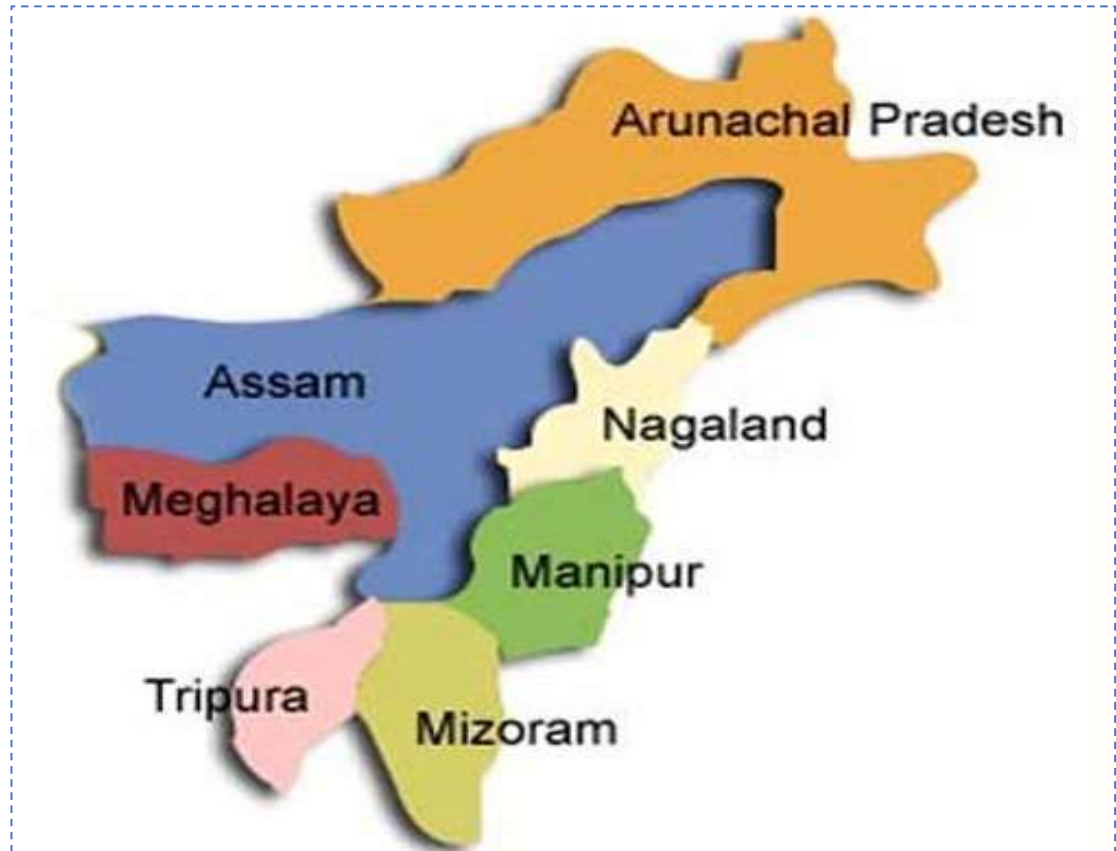 Arunachal Pradesh
Assam
Nagaland
Meghalaya
Manipur
Tripura
Mizoram